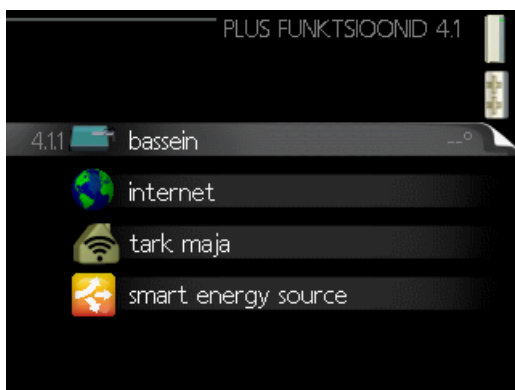 PLUS FUNKTSIOONID 4.1
4.1.1 bassein --°
internet
tark maja
smart energy source